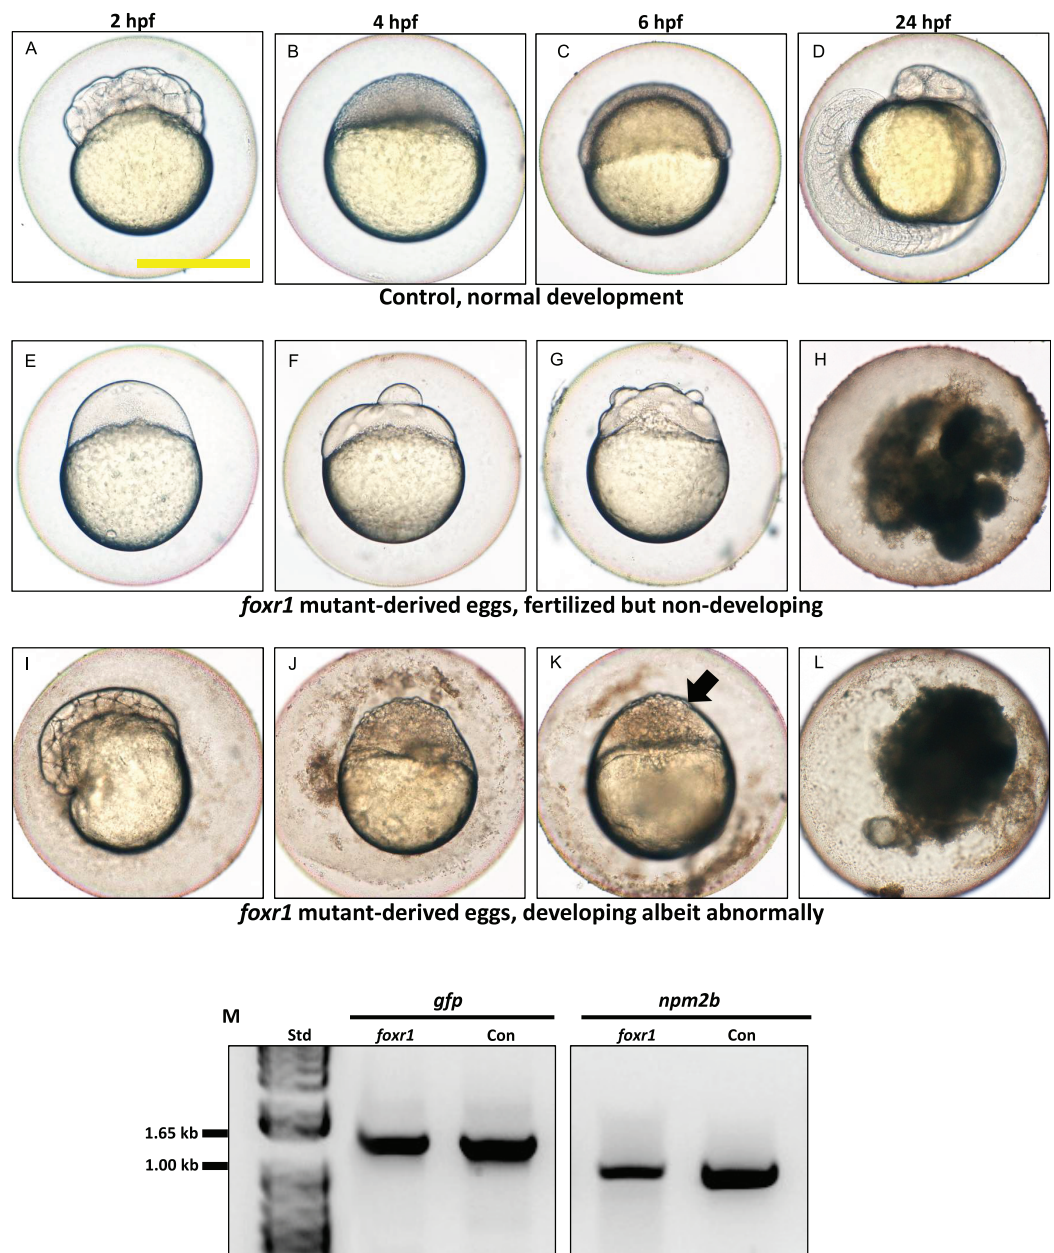 2 hpf 4 hpf 6 hpf 24 hpf
A B C D
Control, normal development
E F G H
foxr1 mutant-derived eggs, fertilized but non-developing
I J K L
foxr1 mutant-derived eggs, developing albeit abnormally
M gfp npm2b
Std foxr1 Con foxr1 Con
1.65 kb
1.00 kb